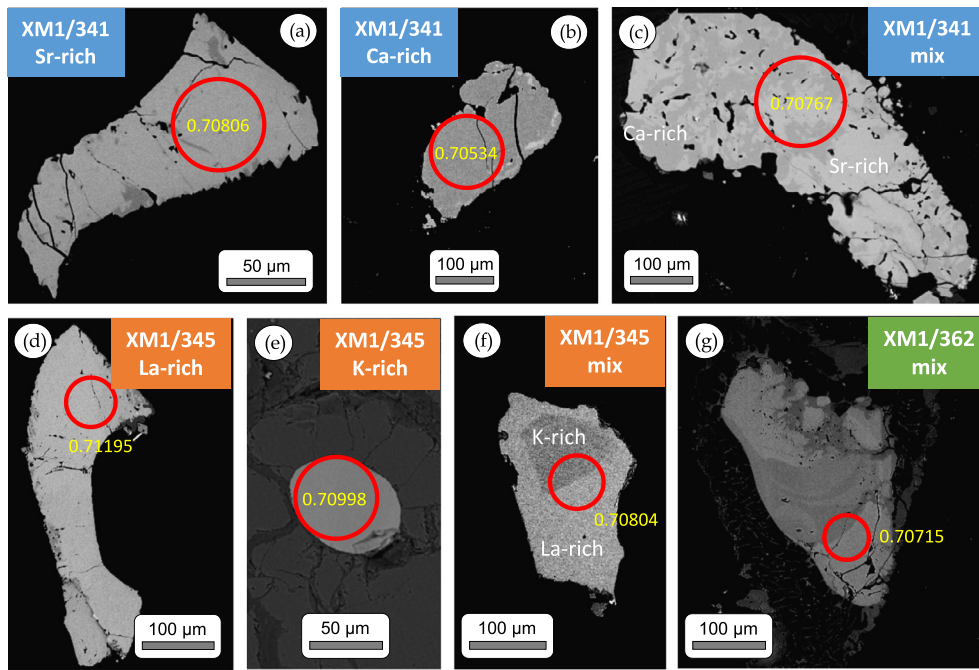 XM1/341
Sr-rich
(a)
0.70806
50 µm
XM1/341
Ca-rich
(b)
0.70534
100 µm
(c)
XM1/341
mix
0.70767
Ca-rich
Sr-rich
100 µm
(d)
XM1/345
La-rich
0.71195
100 µm
(e)
XM1/345
K-rich
0.70998
50 µm
(f)
XM1/345
mix
K-rich
0.70804
La-rich
100 µm
(g)
XM1/362
mix
0.70715
100 µm